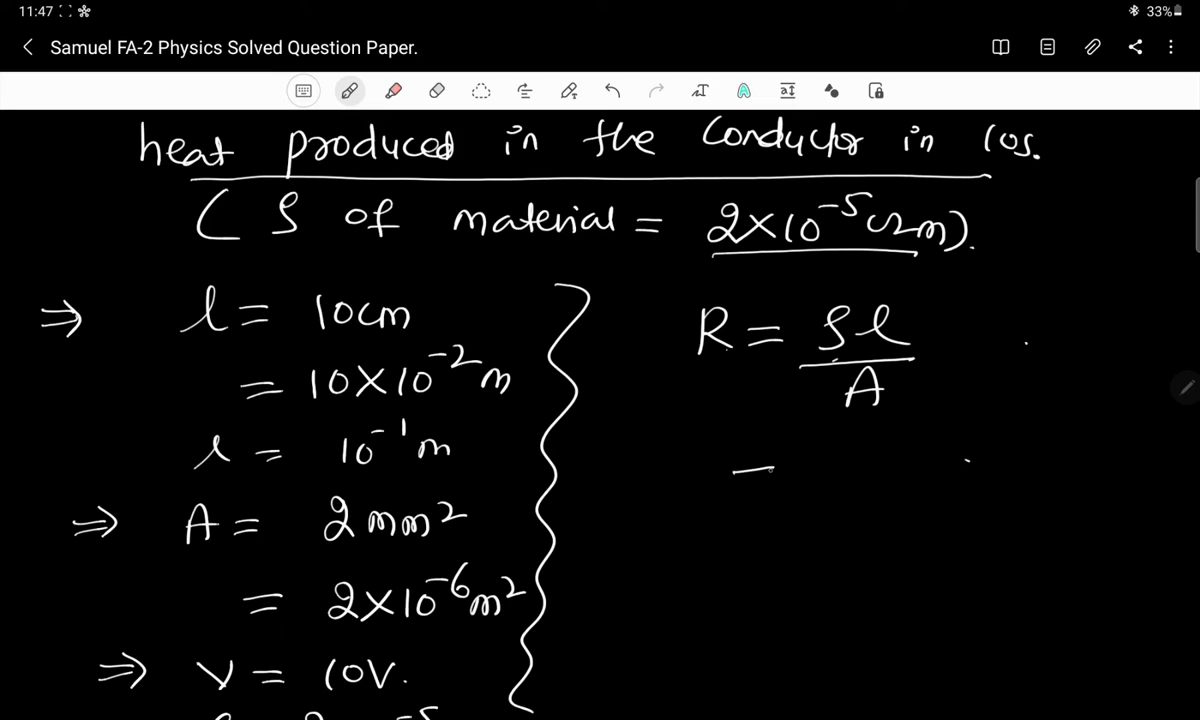 11:47 33%
Samuel FA-2 Physics Solved Question Paper.
heat produced in the conductor in 10s.
( ρ of material = 2×10⁻⁵ Ωm).
⇒ l = 10cm
= 10×10⁻² m
l = 10⁻¹ m
⇒ A = 2mm²
= 2×10⁻⁶ m²
⇒ V = 10V.
R = ρl / A